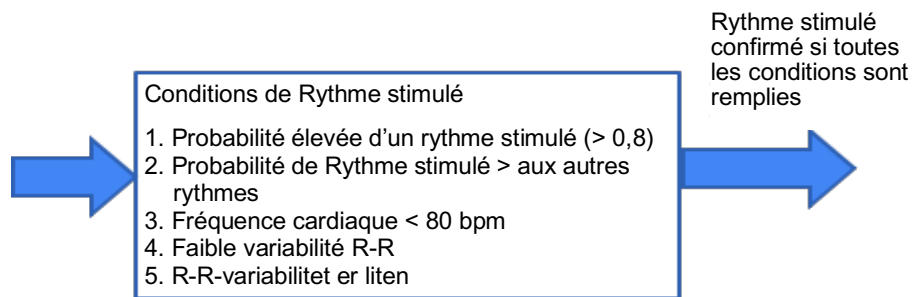 Conditions de Rythme stimulé
1. Probabilité élevée d’un rythme stimulé (> 0,8)
2. Probabilité de Rythme stimulé > aux autres
rythmes
3. Fréquence cardiaque < 80 bpm
4. Faible variabilité R-R
5. R-R-variabilitet er liten
Rythme stimulé
confirmé si toutes
les conditions sont
remplies